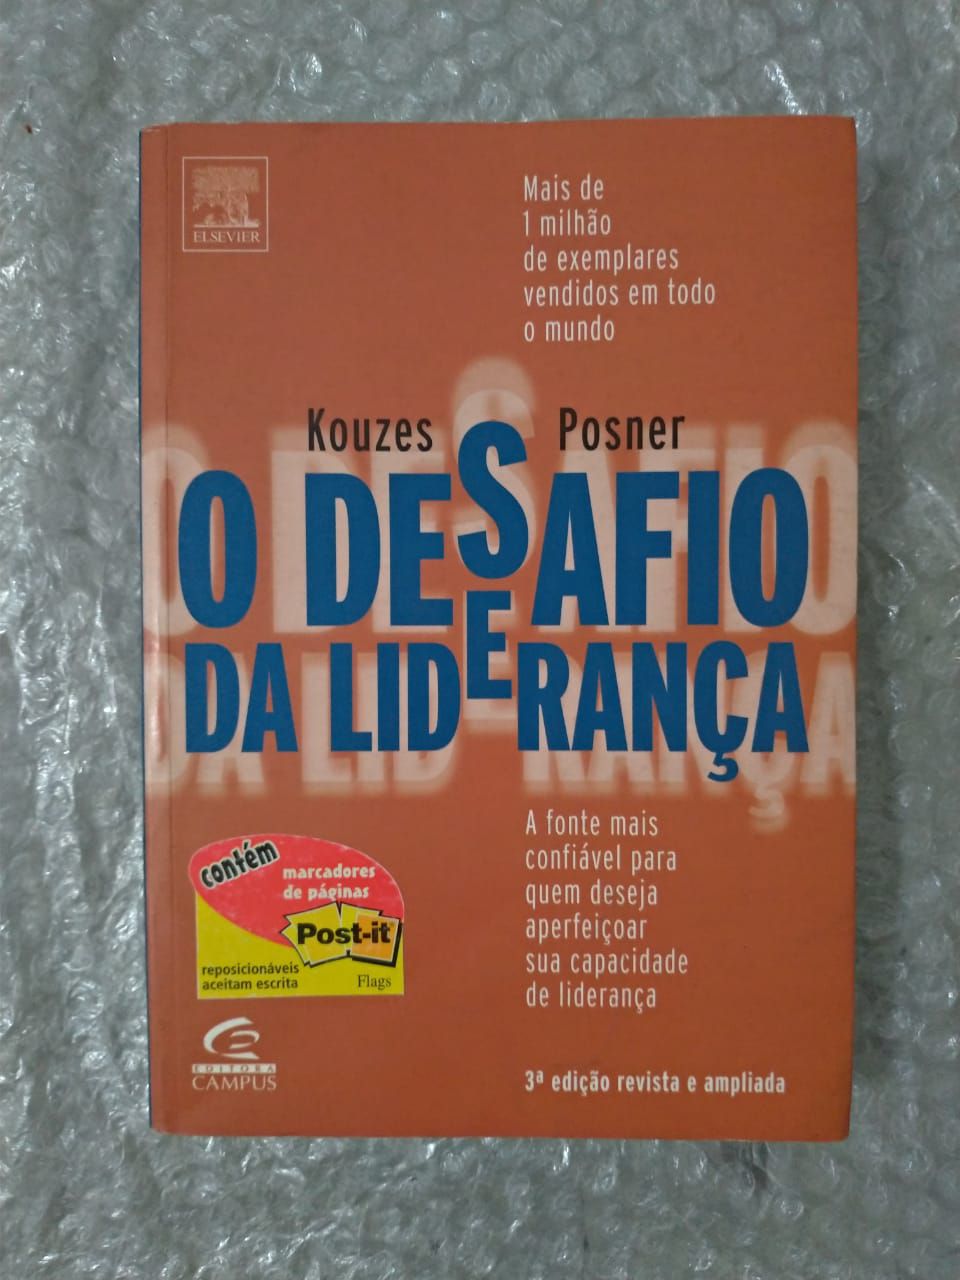 ELSEVIER
Mais de
1 milhão
de exemplares
vendidos em todo
o mundo
Kouzes Posner
O DESAFIO
DA LIDERANÇA
A fonte mais
confiável para
quem deseja
aperfeiçoar
sua capacidade
de liderança
contém
marcadores
de páginas
Post-it
reposicionáveis
aceitam escrita
Flags
EDITORA
CAMPUS
3ª edição revista e ampliada